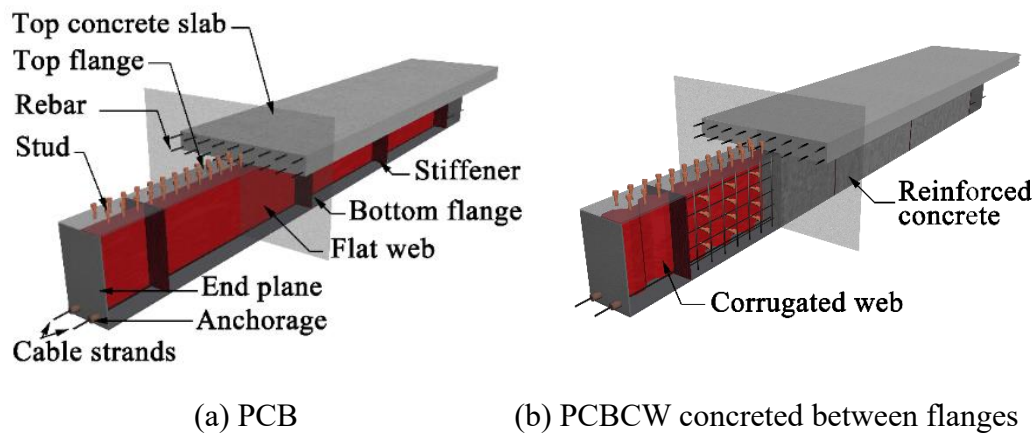 Top concrete slab
Top flange
Rebar
Stud
Stiffener
Bottom flange
Flat web
End plane
Anchorage
Cable strands
Reinforced
concrete
Corrugated web
(a) PCB
(b) PCBCW concreted between flanges